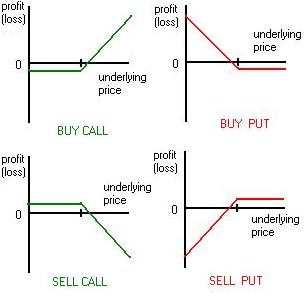 profit
(loss)
0
underlying
price
BUY CALL
profit
(loss)
0
underlying
price
BUY PUT
profit
(loss)
0
underlying
price
SELL CALL
profit
(loss)
0
underlying
price
SELL PUT